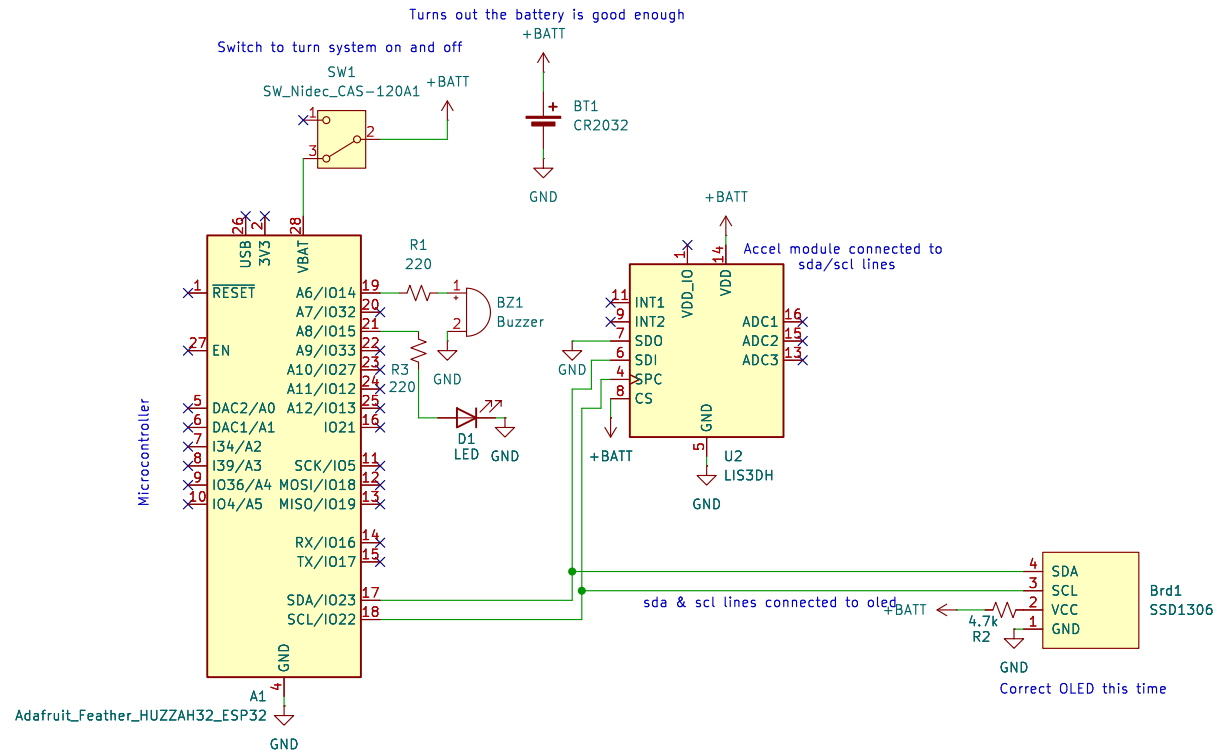 Turns out the battery is good enough
+BATT
Switch to turn system on and off
SW1
SW_Nidec_CAS-120A1
+BATT
1
2
3
BT1
CR2032
+
GND
+BATT
Accel module connected to
sda/scl lines
26
2
28
USB
3V3
VBAT
R1
220
1
14
VDD_IO
VDD
1
RESET
A6/IO14
19
1
+
BZ1
Buzzer
2
11
INT1
A7/IO32
20
9
INT2
ADC1
16
A8/IO15
21
7
SDO
ADC2
15
27
EN
A9/IO33
22
6
SDI
ADC3
13
A10/IO27
23
R3
220
GND
GND
4
SPC
A11/IO12
24
8
CS
5
DAC2/A0
A12/IO13
25
6
DAC1/A1
IO21
16
GND
7
I34/A2
D1
LED
GND
+BATT
5
U2
LIS3DH
8
I39/A3
SCK/IO5
11
9
IO36/A4
MOSI/IO18
12
10
IO4/A5
MISO/IO19
13
GND
Microcontroller
RX/IO16
14
TX/IO17
15
4
SDA
3
SCL
Brd1
SDA/IO23
17
sda & scl lines connected to oled
+BATT
2
VCC
SSD1306
SCL/IO22
18
4.7k
R2
1
GND
GND
GND
4
Correct OLED this time
A1
Adafruit_Feather_HUZZAH32_ESP32
GND